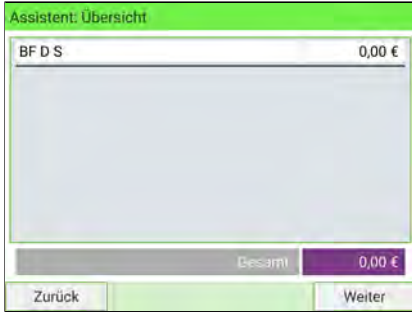 Assistent: Übersicht
BF D S 0,00 €
Gesamt 0,00 €
Zurück Weiter